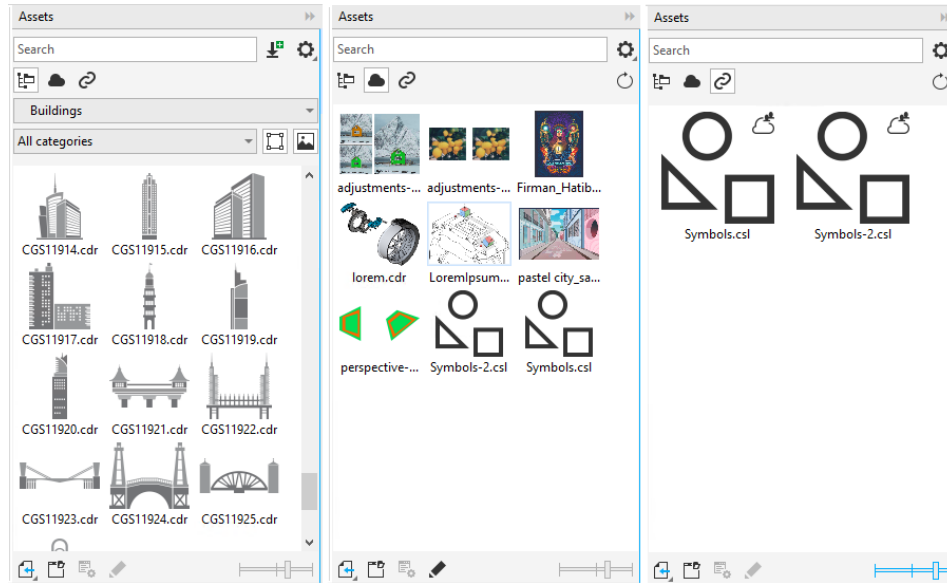 Assets
Search
Buildings
All categories
CGS11914.cdr CGS11915.cdr CGS11916.cdr
CGS11917.cdr CGS11918.cdr CGS11919.cdr
CGS11920.cdr CGS11921.cdr CGS11922.cdr
CGS11923.cdr CGS11924.cdr CGS11925.cdr
Assets
Search
adjustments-... adjustments-... Firman_Hatib...
lorem.cdr LoremIpsum... pastel city_sa...
perspective-... Symbols-2.csl Symbols.csl
Assets
Search
Symbols.csl Symbols-2.csl